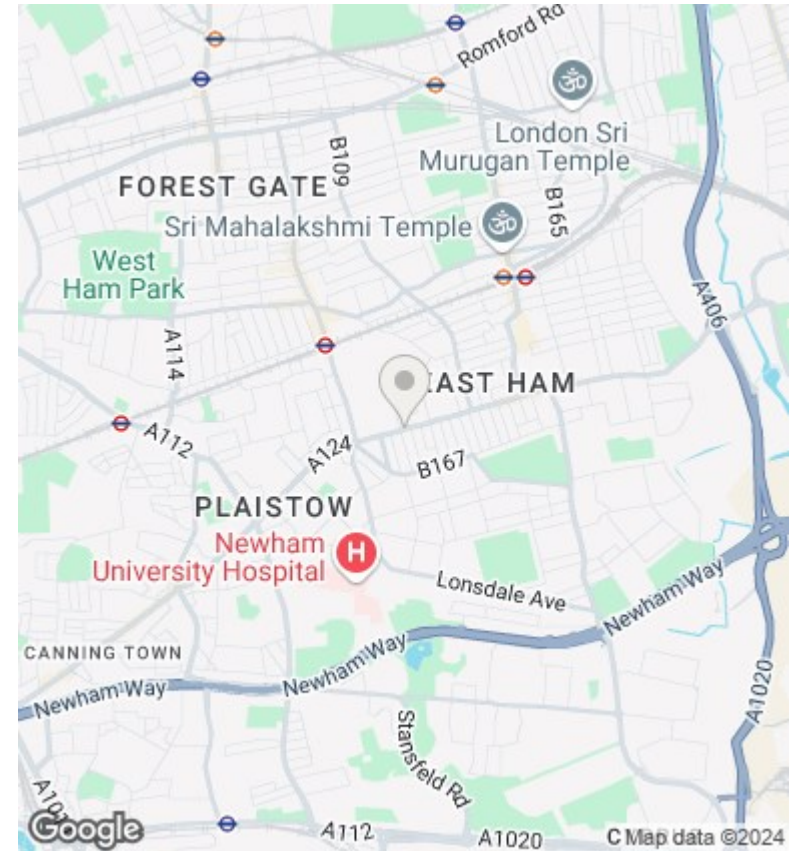 Romford Rd
London Sri
Murugan Temple
B109
FOREST GATE
B165
Sri Mahalakshmi Temple
West
Ham Park
A406
A114
EAST HAM
A112
A124
B167
PLAISTOW
Newham
University Hospital
H
Lonsdale Ave
Newham Way
CANNING TOWN
Newham Way
Newham Way
A1020
Stansfeld Rd
Google
A112
A1020
Map data ©2024